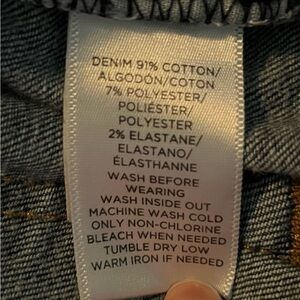 DENIM 91% COTTON/
ALGODÓN/COTON
7% POLYESTER/
POLIÉSTER/
POLYESTER
2% ELASTANE/
ELASTANO/
ÉLASTHANNE
WASH BEFORE
WEARING
WASH INSIDE OUT
MACHINE WASH COLD
ONLY NON-CHLORINE
BLEACH WHEN NEEDED
TUMBLE DRY LOW
WARM IRON IF NEEDED